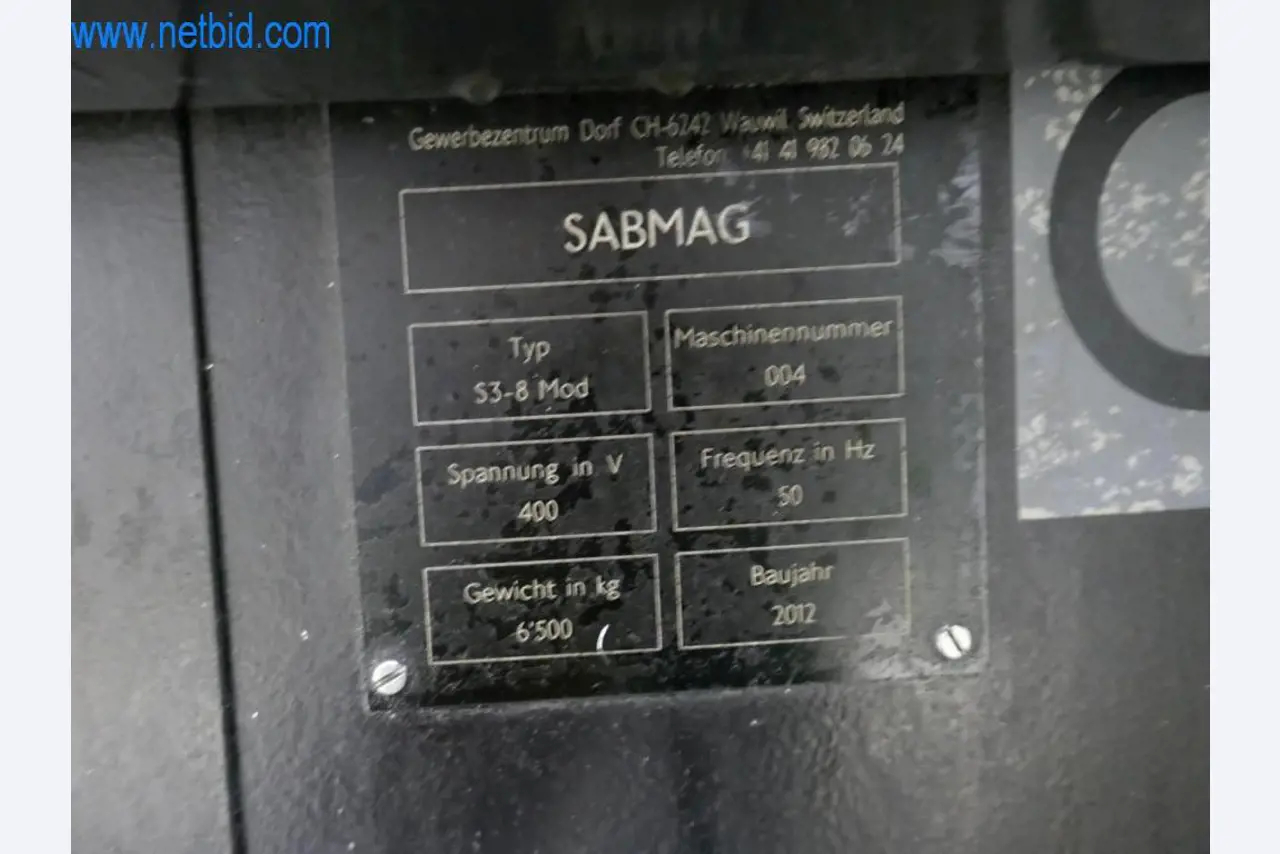 www.netbid.com
Gewerbezentrum Dorf CH-6242 Wauwil Switzerland
Telefon +41 41 982 06 24
SABMAG
Typ
S3-8 Mod
Maschinennummer
004
Spannung in V
400
Frequenz in Hz
50
Gewicht in kg
6'500
Baujahr
2012